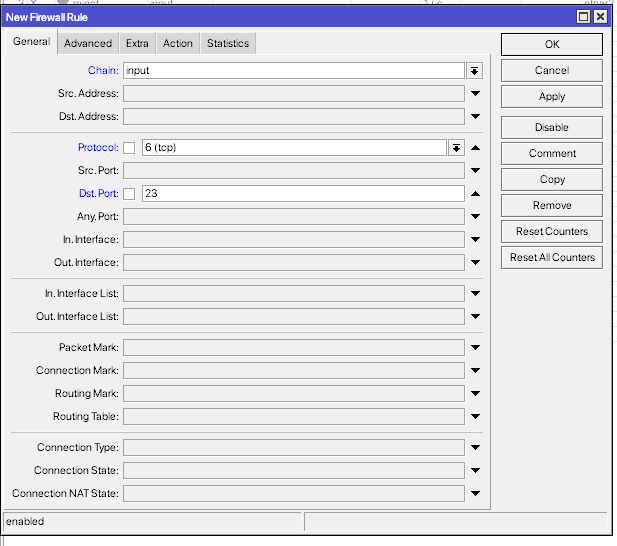 3 X reject input
New Firewall Rule
General Advanced Extra Action Statistics
OK
Chain: input
Cancel
Src. Address:
Apply
Dst. Address:
Disable
Protocol: 6 (tcp)
Comment
Src. Port:
Copy
Dst. Port: 23
Remove
Any. Port:
Reset Counters
In. Interface:
Reset All Counters
Out. Interface:
In. Interface List:
Out. Interface List:
Packet Mark:
Connection Mark:
Routing Mark:
Routing Table:
Connection Type:
Connection State:
Connection NAT State:
enabled